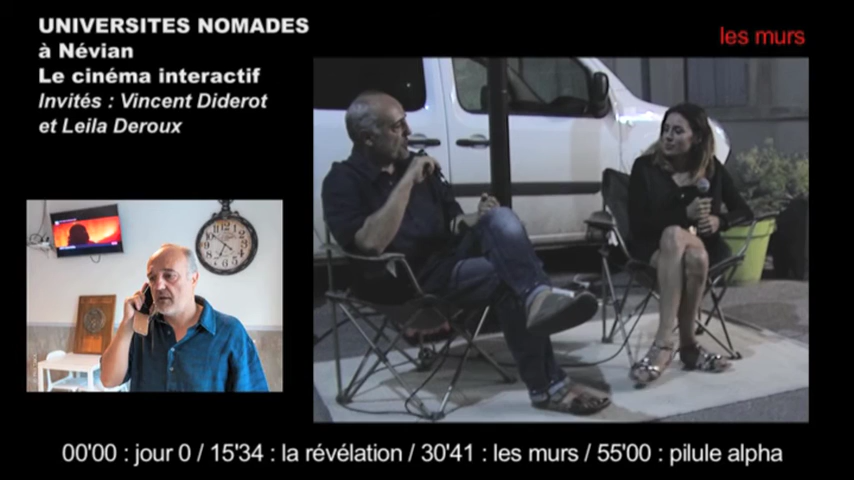 UNIVERSITES NOMADES
à Névian
Le cinéma interactif
Invités : Vincent Diderot
et Leila Deroux
les murs
00'00 : jour 0 / 15'34 : la révélation / 30'41 : les murs / 55'00 : pilule alpha